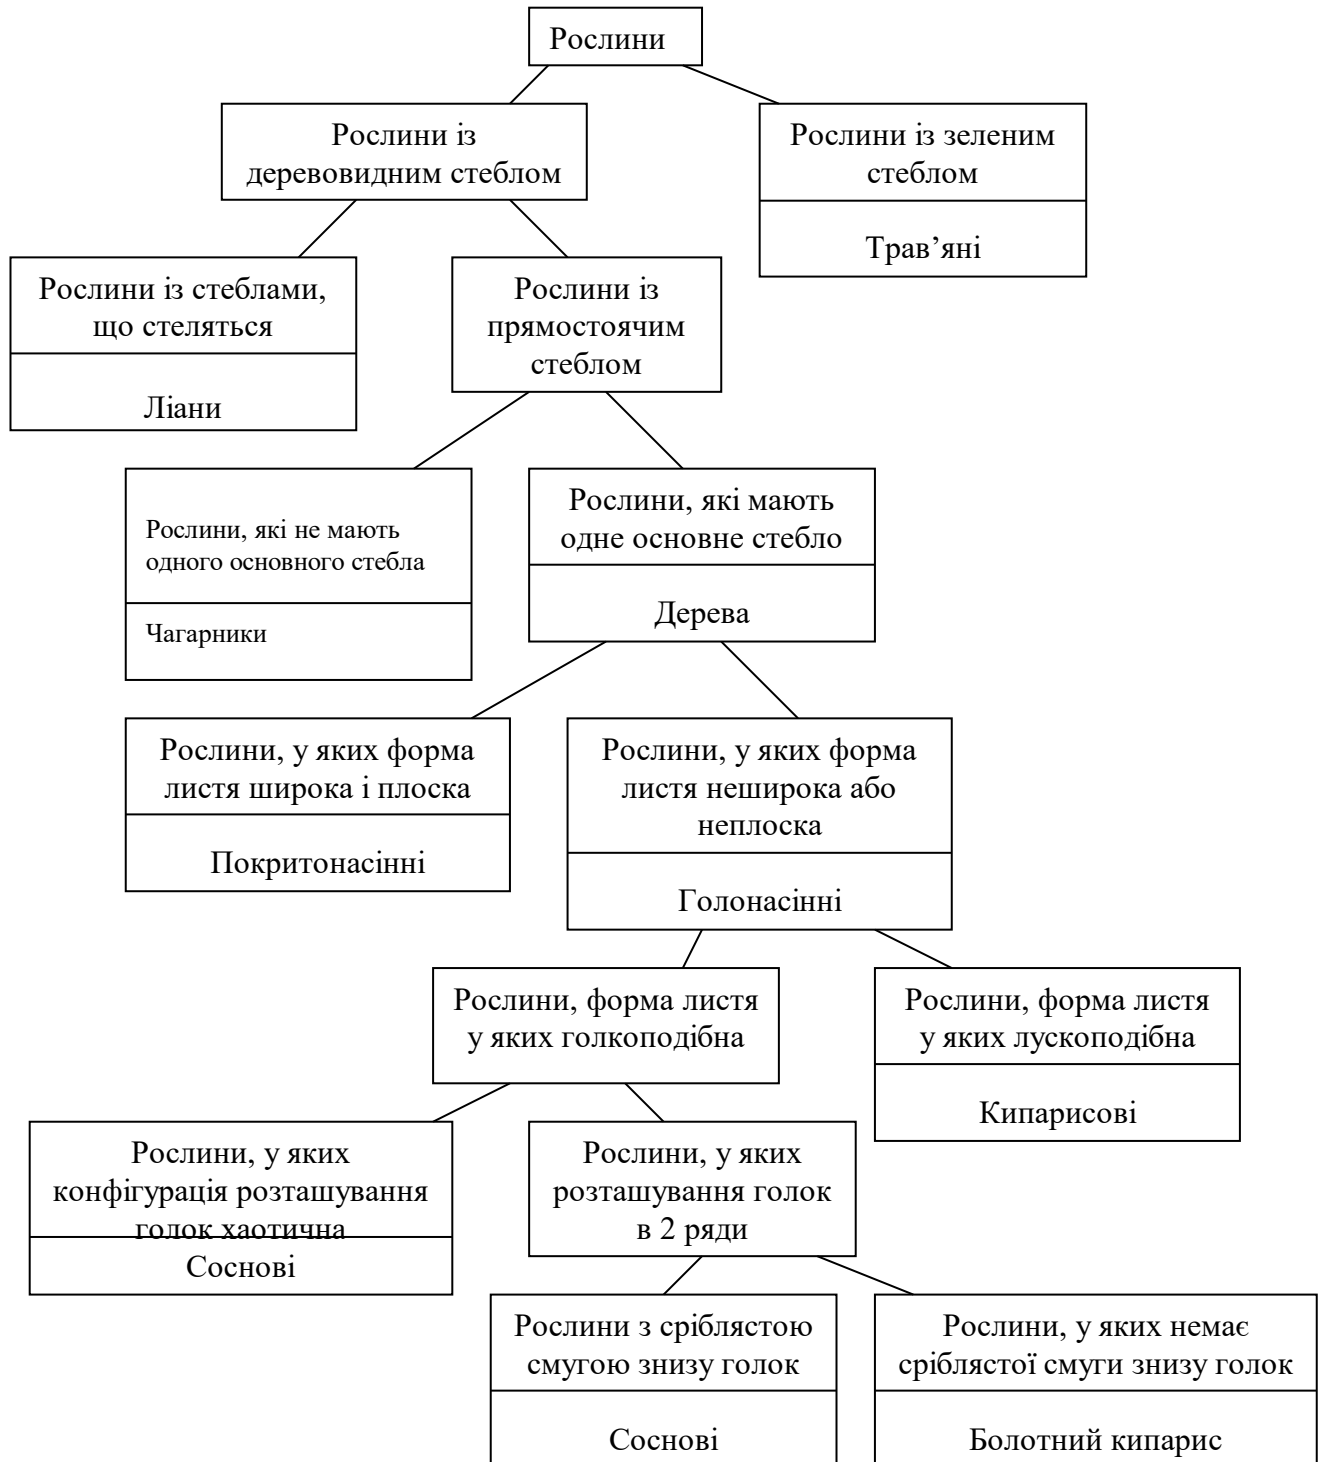 Рослини
Рослини із
деревовидним стеблом
Рослини із зеленим
стеблом
Трав’яні
Рослини із стеблами,
що стеляться
Ліани
Рослини із
прямостоячим
стеблом
Рослини, які не мають
одного основного стебла
Чагарники
Рослини, які мають
одне основне стебло
Дерева
Рослини, у яких форма
листя широка і плоска
Покритонасінні
Рослини, у яких форма
листя неширока або
неплоска
Голонасінні
Рослини, форма листя
у яких голкоподібна
Рослини, форма листя
у яких лускоподібна
Кипарисові
Рослини, у яких
конфігурація розташування
голок хаотична
Соснові
Рослини, у яких
розташування голок
в 2 ряди
Рослини з сріблястою
смугою знизу голок
Соснові
Рослини, у яких немає
сріблястої смуги знизу голок
Болотний кипарис